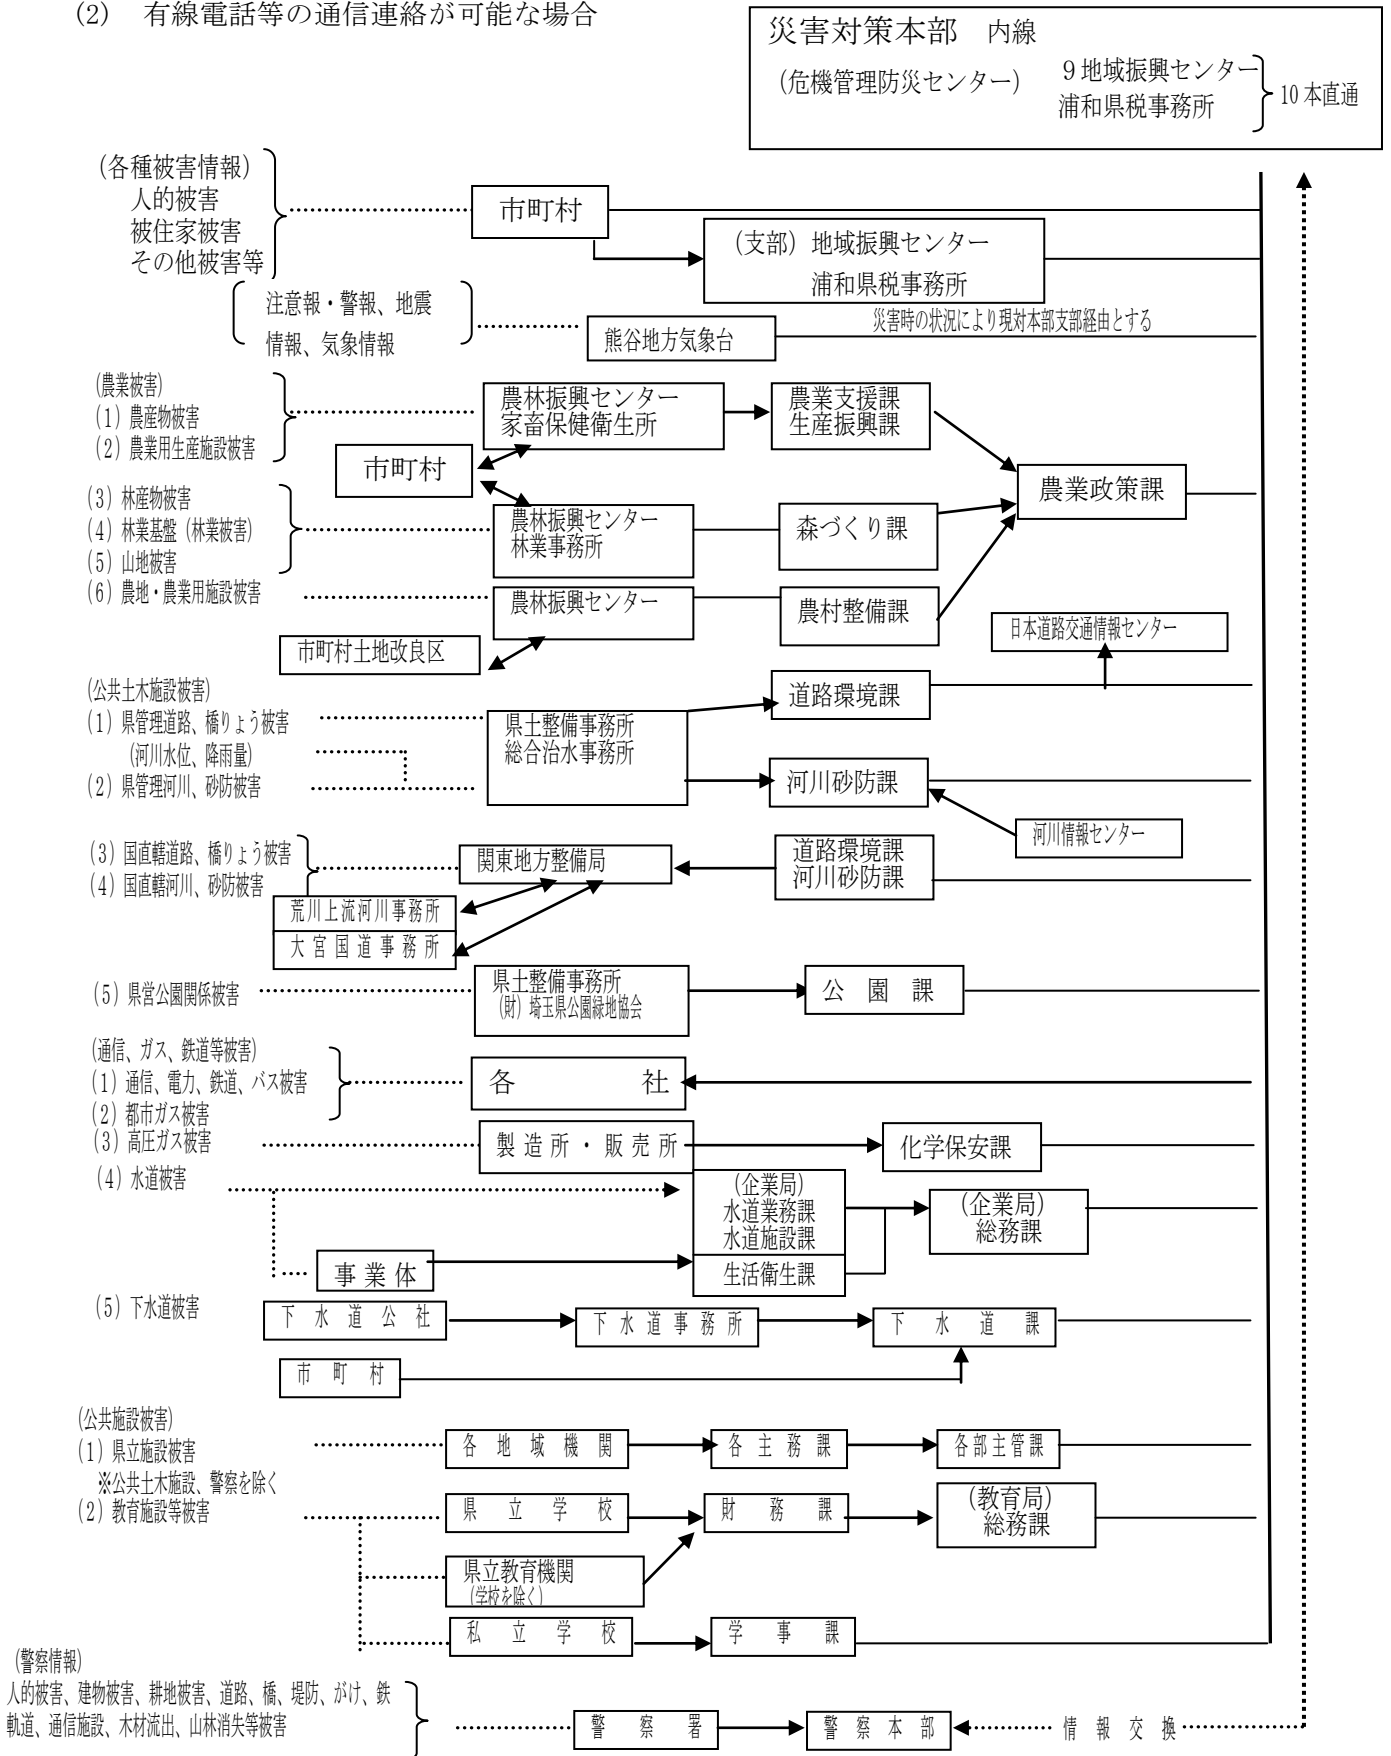 (2)　有線電話等の通信連絡が可能な場合
災害対策本部　内線
(危機管理防災センター)
９地域振興センター
浦和県税事務所
10本直通
(各種被害情報)
人的被害
被住家被害
その他被害等
市町村
(支部) 地域振興センター
浦和県税事務所
注意報・警報、地震
情報、気象情報
熊谷地方気象台
災害時の状況により現対本部支部経由とする
(農業被害)
(1) 農産物被害
(2) 農業用生産施設被害
農林振興センター
家畜保健衛生所
農業支援課
生産振興課
市町村
農業政策課
(3) 林産物被害
(4) 林業基盤 (林業被害)
(5) 山地被害
農林振興センター
林業事務所
森づくり課
(6) 農地・農業用施設被害
農林振興センター
農村整備課
市町村土地改良区
日本道路交通情報センター
(公共土木施設被害)
(1) 県管理道路、橋りょう被害
(河川水位、降雨量)
(2) 県管理河川、砂防被害
県土整備事務所
総合治水事務所
道路環境課
河川砂防課
河川情報センター
(3) 国直轄道路、橋りょう被害
(4) 国直轄河川、砂防被害
関東地方整備局
道路環境課
河川砂防課
荒川上流河川事務所
大宮国道事務所
(5) 県営公園関係被害
県土整備事務所
(財) 埼玉県公園緑地協会
公園課
(通信、ガス、鉄道等被害)
(1) 通信、電力、鉄道、バス被害
(2) 都市ガス被害
各　社
(3) 高圧ガス被害
製造所・販売所
化学保安課
(4) 水道被害
(企業局)
水道業務課
水道施設課
生活衛生課
(企業局)
総務課
事業体
(5) 下水道被害
下水道公社
下水道事務所
下水道課
市町村
(公共施設被害)
(1) 県立施設被害
※公共土木施設、警察を除く
各地域機関
各主務課
各部主管課
(2) 教育施設等被害
県立学校
財務課
(教育局)
総務課
県立教育機関
(学校を除く)
私立学校
学事課
(警察情報)
人的被害、建物被害、耕地被害、道路、橋、堤防、がけ、鉄
軌道、通信施設、木材流出、山林消失等被害
警察署
警察本部
情報交換